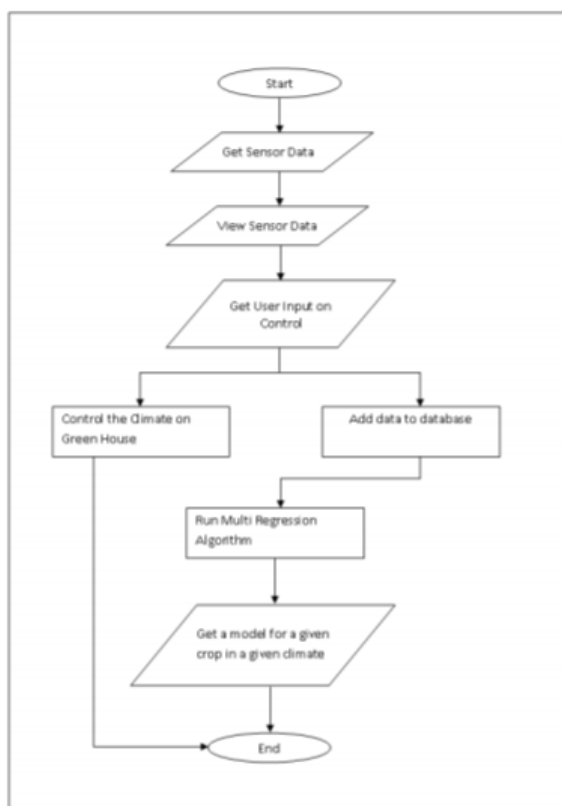 Start
Get Sensor Data
View Sensor Data
Get User Input on
Control
Control the Climate on
Green House
Add data to database
Run Multi Regression
Algorithm
Get a model for a given
crop in a given climate
End